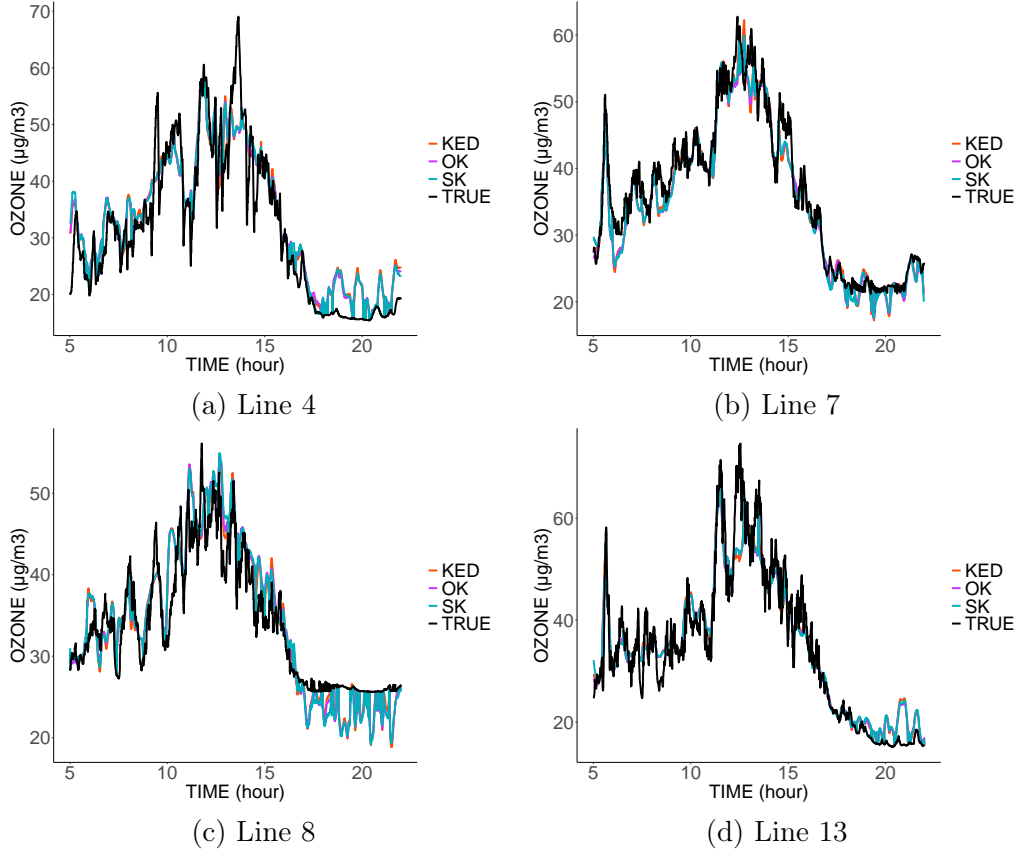 70
60
50
40
30
20
OZONE (µg/m3)
5 10 15 20
TIME (hour)
KED
OK
SK
TRUE
(a) Line 4
60
50
40
30
20
OZONE (µg/m3)
5 10 15 20
TIME (hour)
KED
OK
SK
TRUE
(b) Line 7
50
40
30
20
OZONE (µg/m3)
5 10 15 20
TIME (hour)
KED
OK
SK
TRUE
(c) Line 8
60
40
20
OZONE (µg/m3)
5 10 15 20
TIME (hour)
KED
OK
SK
TRUE
(d) Line 13